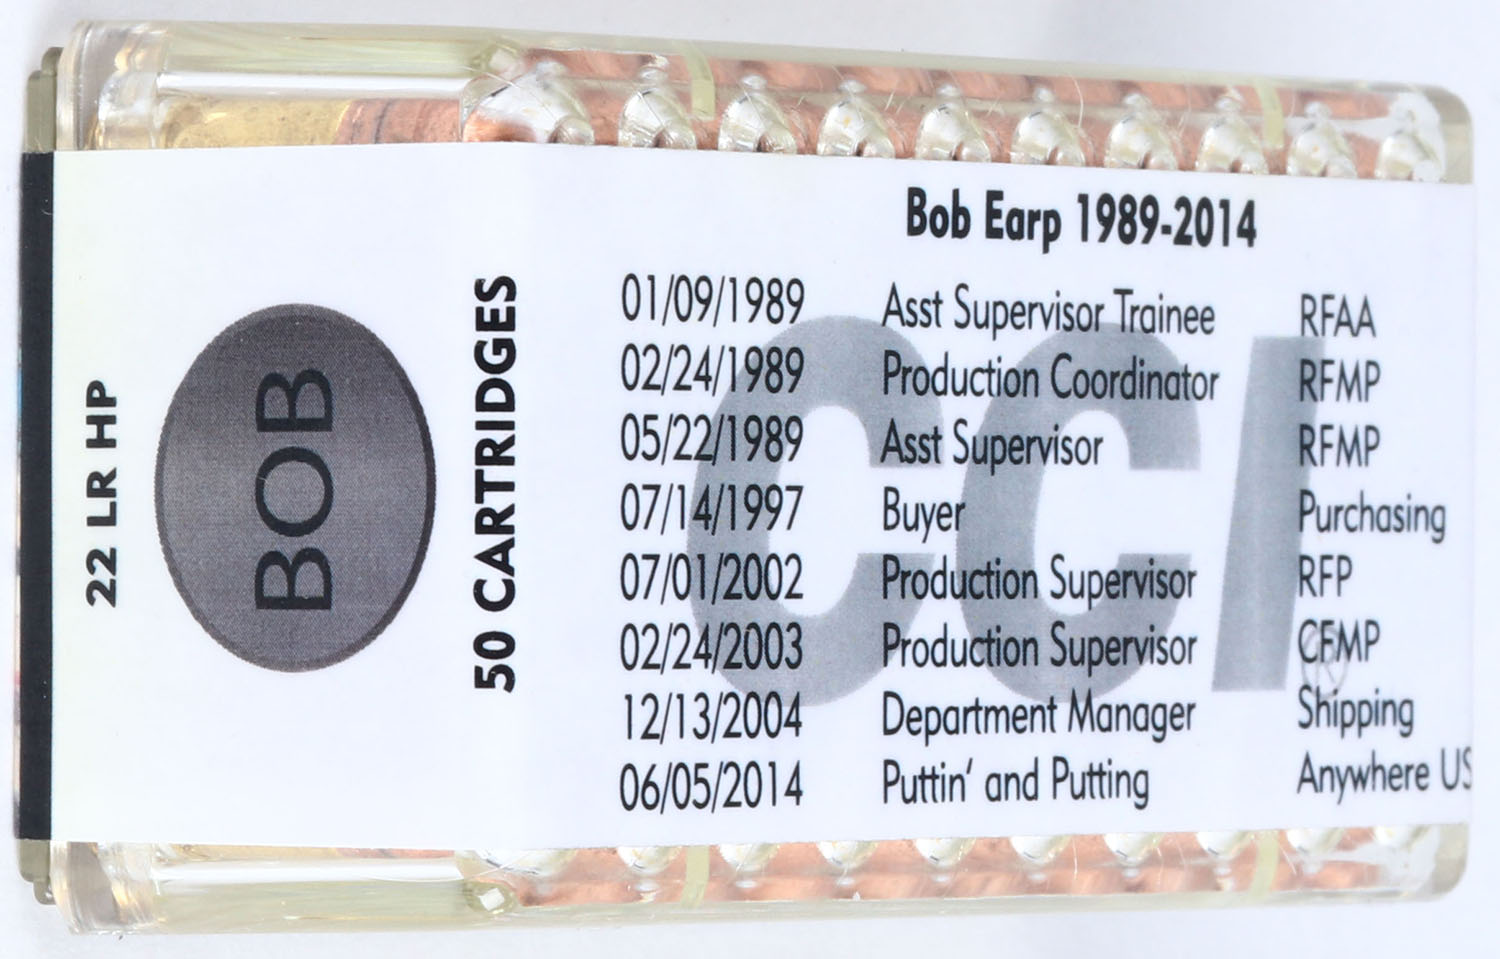 22 LR HP
BOB
50 CARTRIDGES
Bob Earp 1989-2014
01/09/1989 Asst Supervisor Trainee RFAA
02/24/1989 Production Coordinator RFMP
05/22/1989 Asst Supervisor RFMP
07/14/1997 Buyer Purchasing
07/01/2002 Production Supervisor RFP
02/24/2003 Production Supervisor CFMP
12/13/2004 Department Manager Shipping
06/05/2014 Puttin' and Putting Anywhere US
CCI®